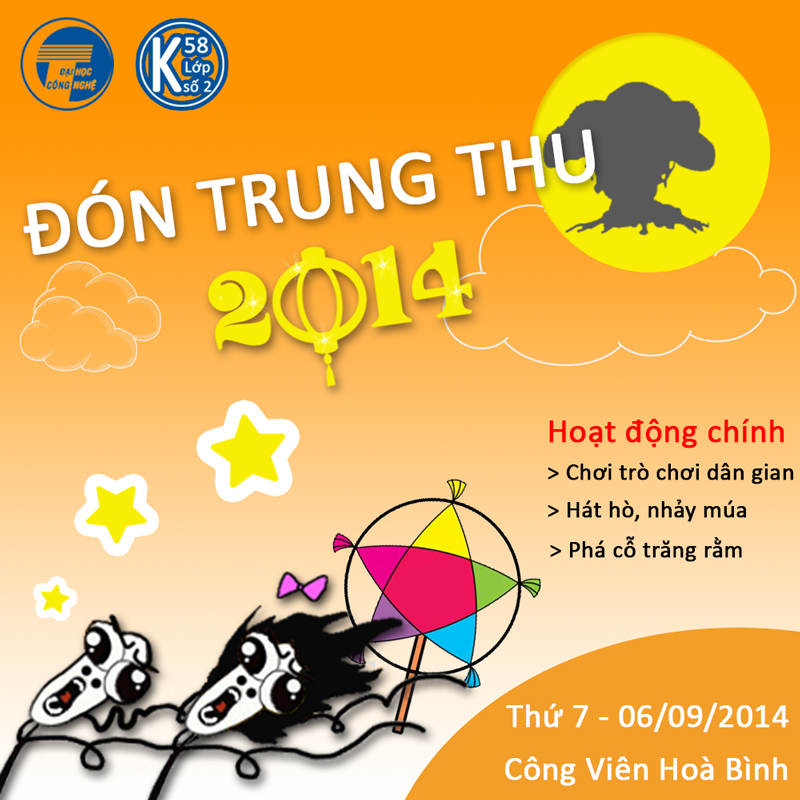 ĐẠI HỌC
CÔNG NGHỆ
K 58
Lớp
số 2
ĐÓN TRUNG THU
2014
Hoạt động chính
> Chơi trò chơi dân gian
> Hát hò, nhảy múa
> Phá cỗ trăng rằm
Thứ 7 - 06/09/2014
Công Viên Hoà Bình